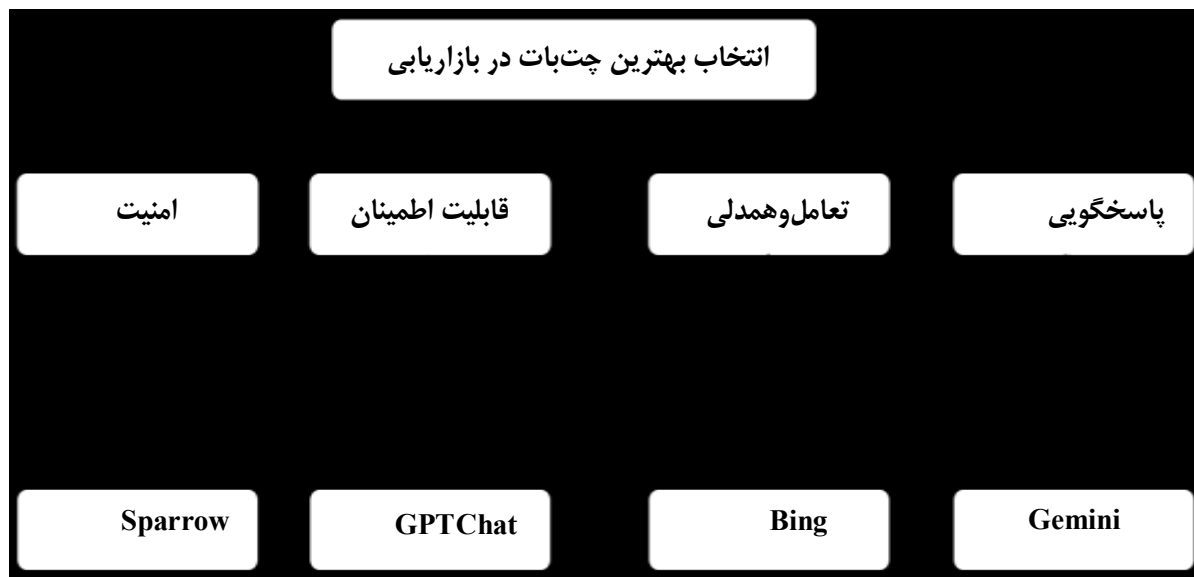 انتخاب بهترین چت‌بات در بازاریابی
پاسخگویی
تعامل‌وهمدلی
قابلیت اطمینان
امنیت
Gemini
Bing
GPTChat
Sparrow